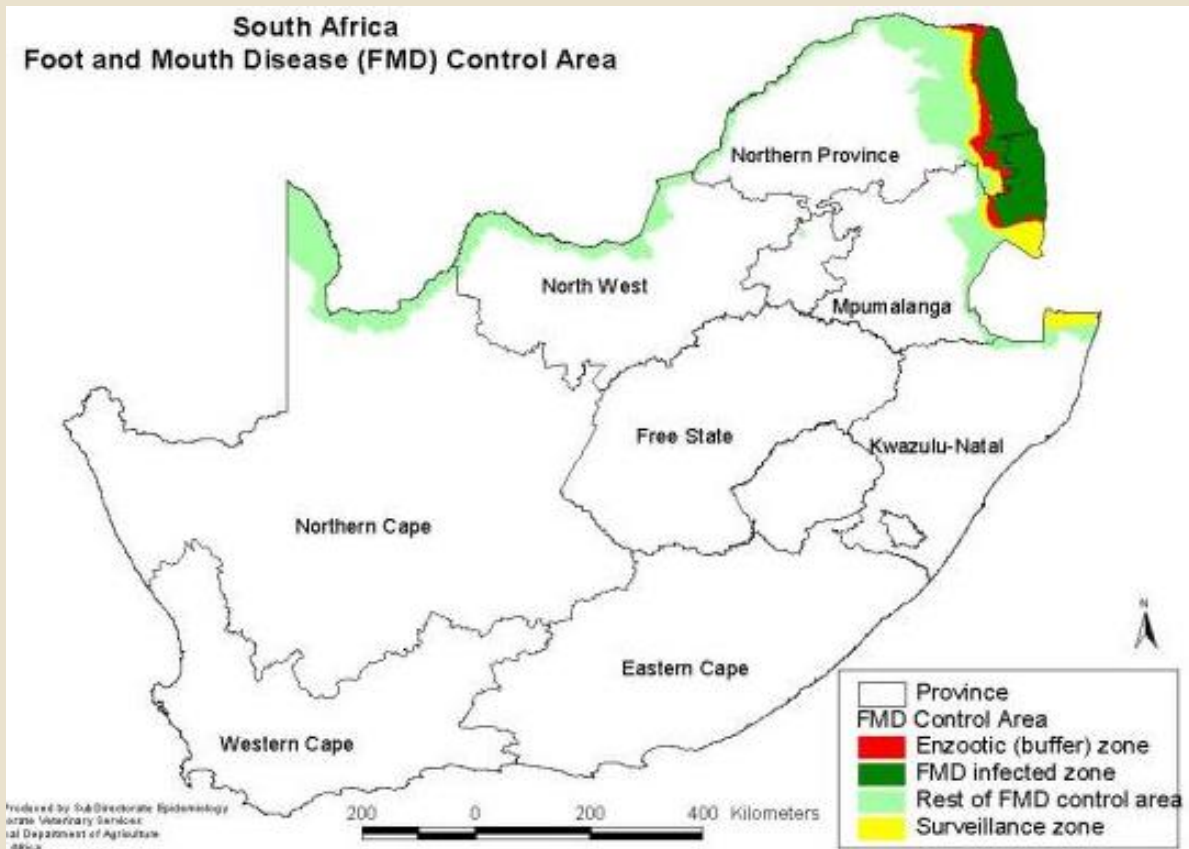 South Africa
Foot and Mouth Disease (FMD) Control Area
Northern Province
North West
Mpumalanga
Free State
Kwazulu-Natal
Northern Cape
Eastern Cape
Western Cape
N
Province
FMD Control Area
Enzootic (buffer) zone
FMD infected zone
Rest of FMD control area
Surveillance zone
200 0 200 400 Kilometers
Produced by SubDirectorate Epidemiology
orate Veterinary Services
al Department of Agriculture